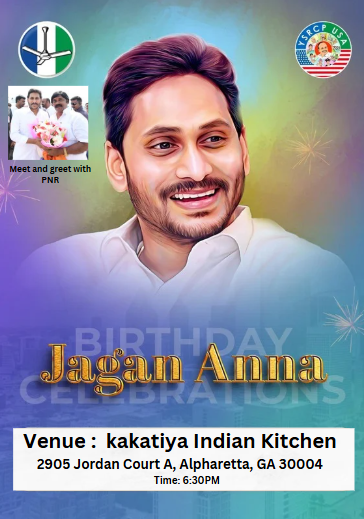 YSRCP USA
Meet and greet with
PNR
BIRTHDAY
Jagan Anna
CELEBRATIONS
Venue : kakatiya Indian Kitchen
2905 Jordan Court A, Alpharetta, GA 30004
Time: 6:30PM